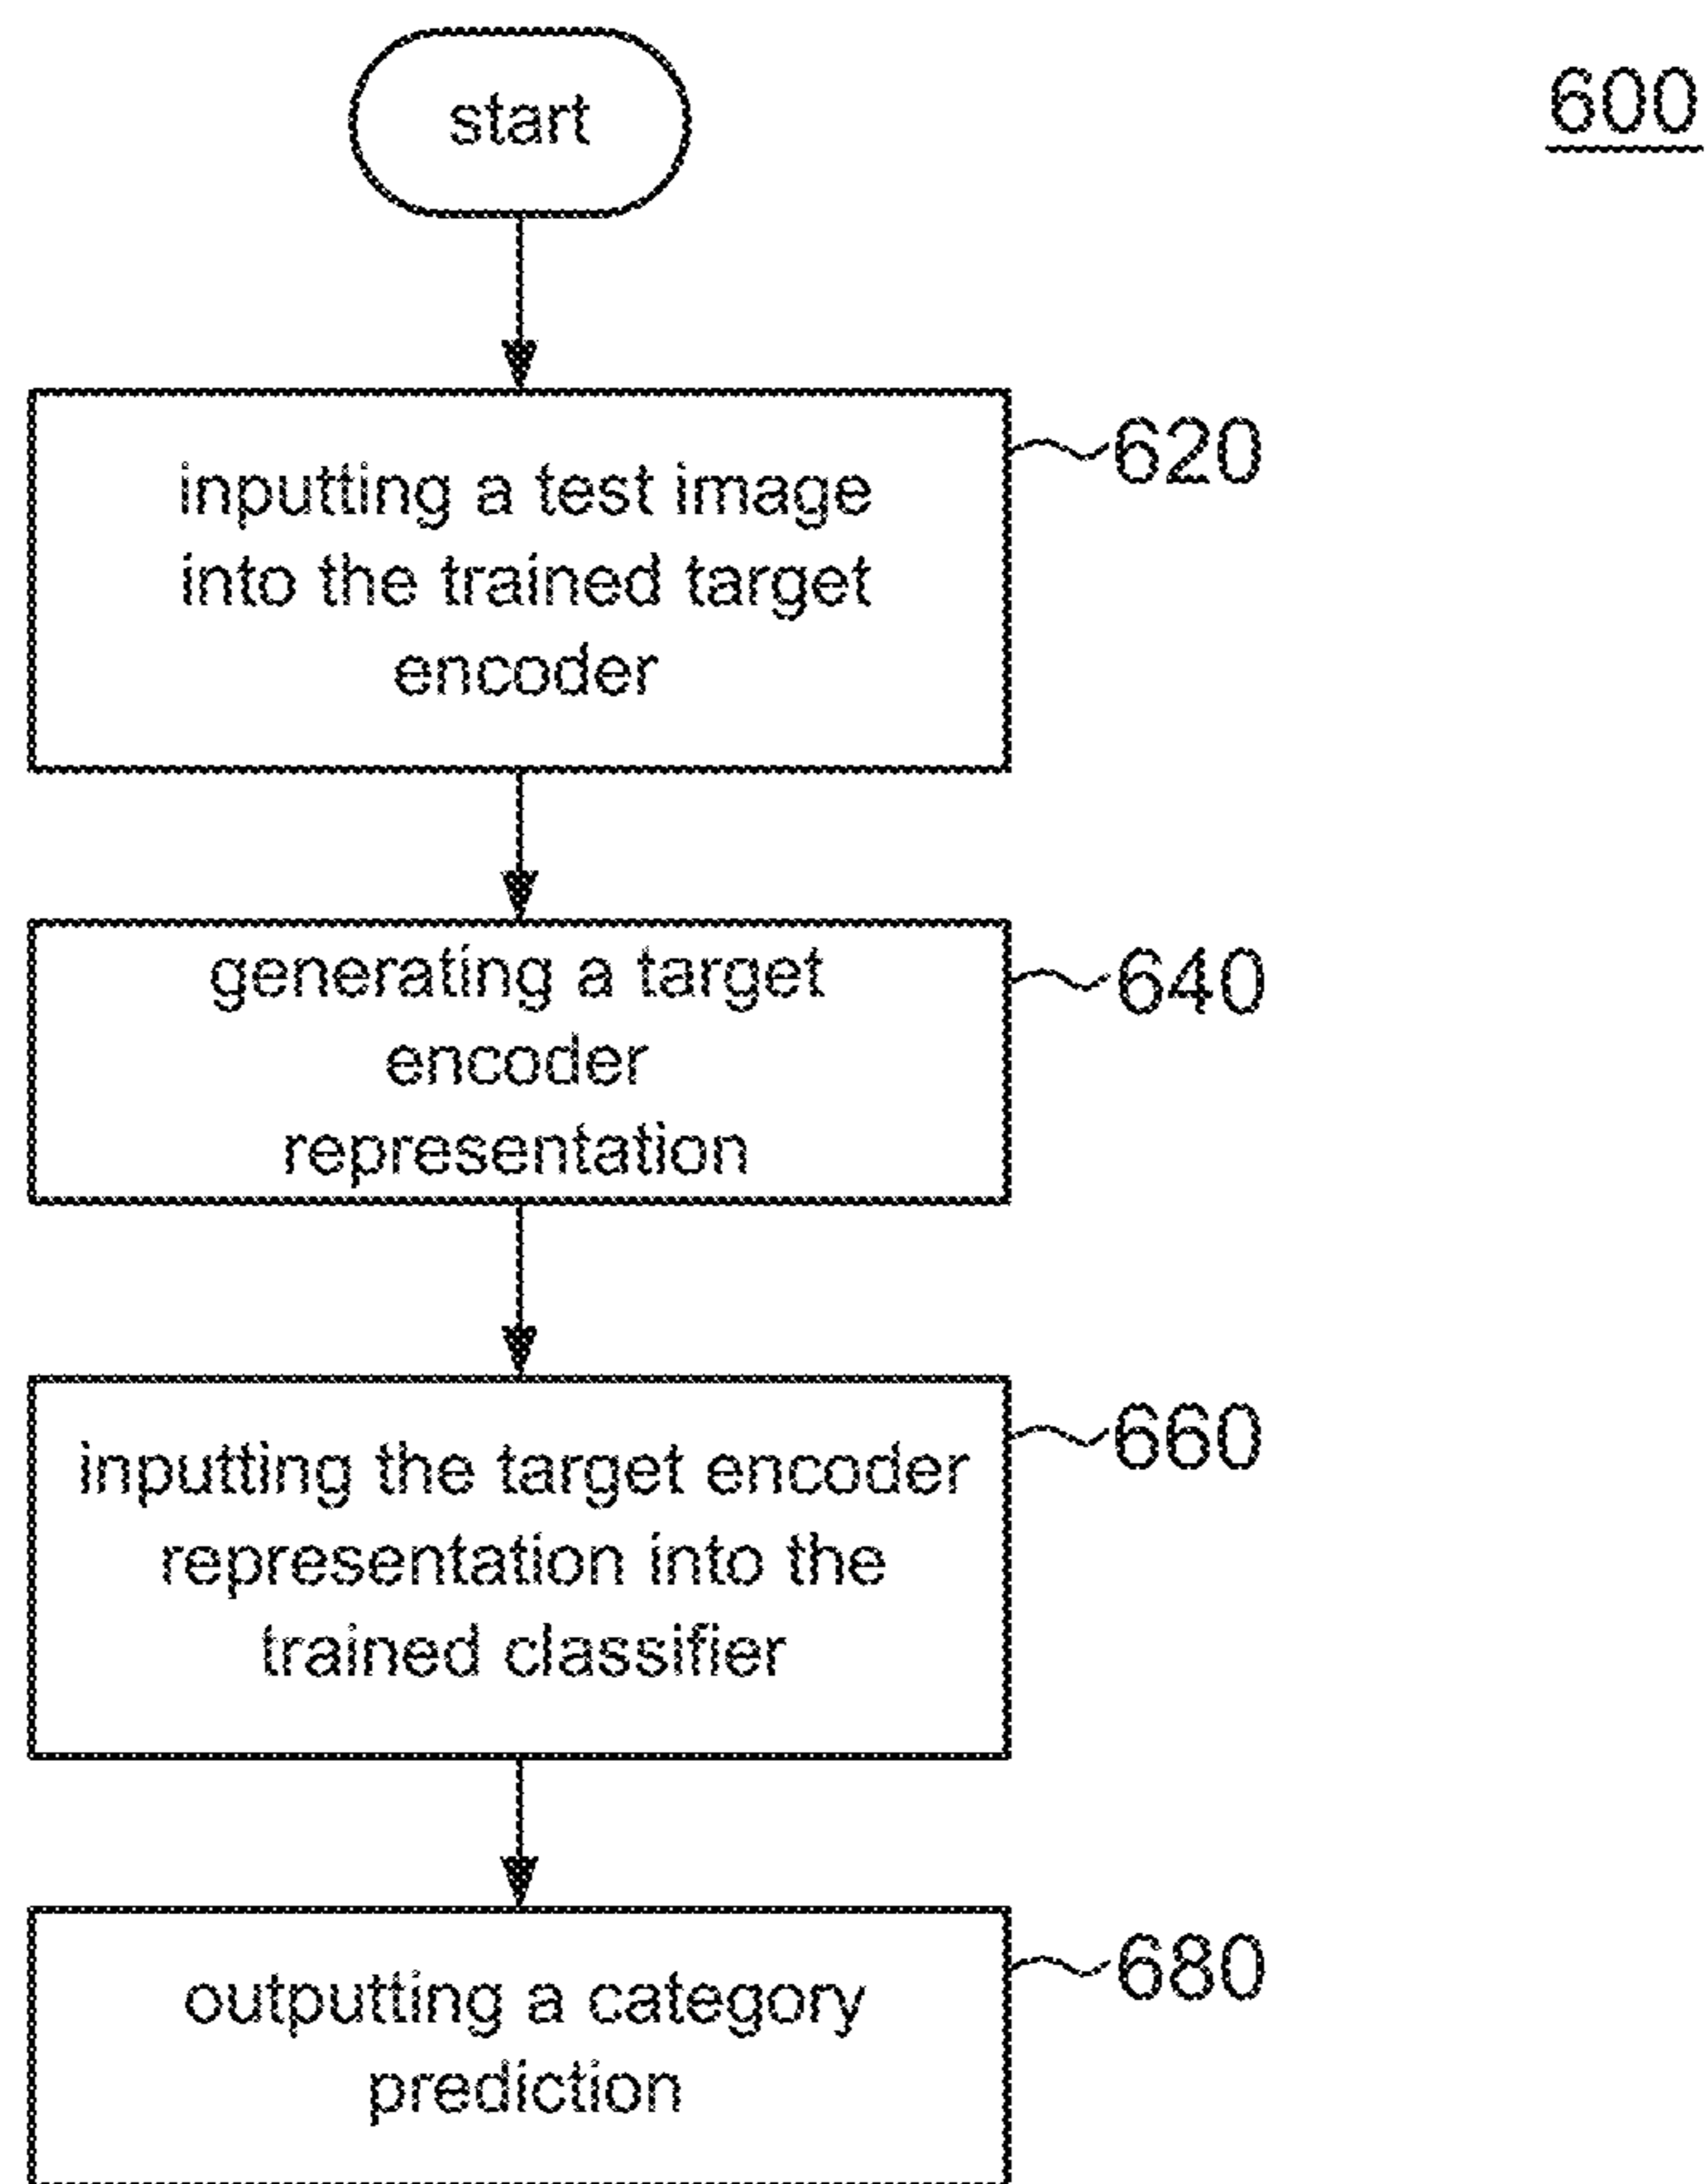 start
600
inputting a test image
into the trained target
encoder
620
generating a target
encoder
representation
640
inputting the target encoder
representation into the
trained classifier
660
outputting a category
prediction
680